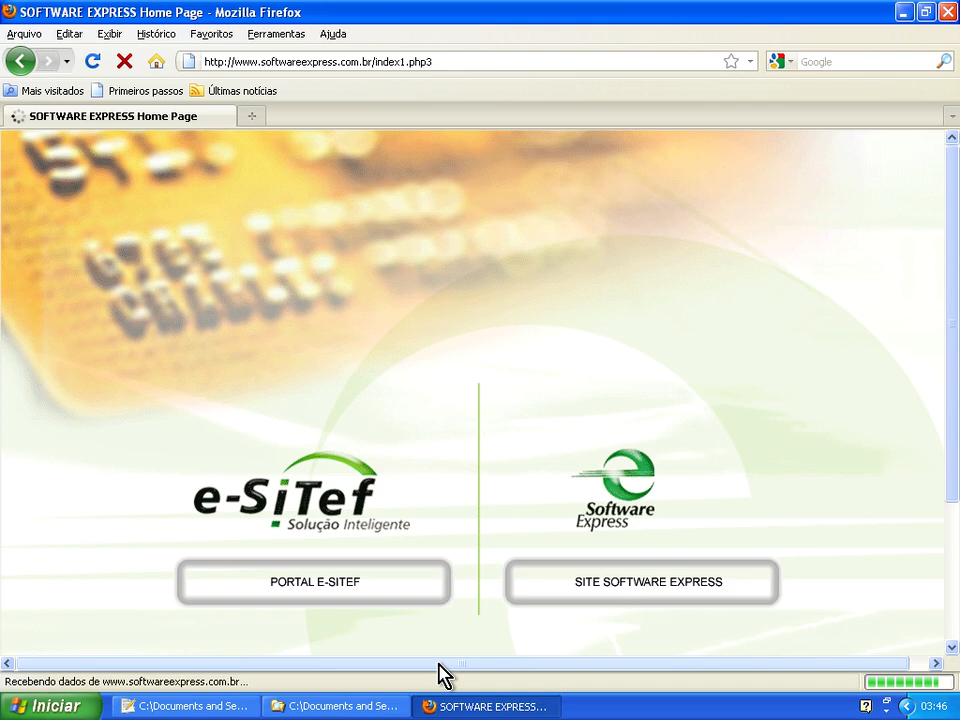 SOFTWARE EXPRESS Home Page - Mozilla Firefox
Arquivo Editar Exibir Histórico Favoritos Ferramentas Ajuda
http://www.softwareexpress.com.br/index1.php3
Google
Mais visitados Primeiros passos Últimas notícias
SOFTWARE EXPRESS Home Page
e-SiTef
Solução Inteligente
Software
Express
PORTAL E-SITEF
SITE SOFTWARE EXPRESS
Recebendo dados de www.softwareexpress.com.br...
Iniciar C:\Documents and Se... C:\Documents and Se... SOFTWARE EXPRESS... 03:46